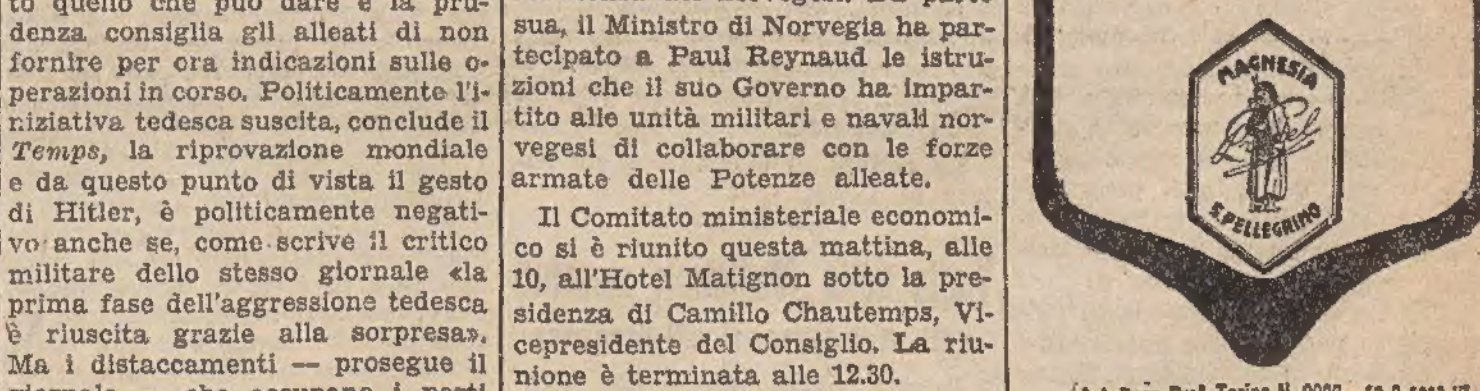 to quello che può dare e la pru-
denza consiglia gli alleati di non
fornire per ora indicazioni sulle o-
perazioni in corso. Politicamente l'i-
niziativa tedesca suscita, conclude il
Temps, la riprovazione mondiale
e da questo punto di vista il gesto
di Hitler, è politicamente negati-
vo anche se, come scrive il critico
militare dello stesso giornale «la
prima fase dell'aggressione tedesca
è riuscita grazie alla sorpresa».
Ma i distaccamenti — prosegue il
giornale — che occupano i porti
sua, il Ministro di Norvegia ha par-
tecipato a Paul Reynaud le istru-
zioni che il suo Governo ha impar-
tito alle unità militari e navali nor-
vegesi di collaborare con le forze
armate delle Potenze alleate.
Il Comitato ministeriale economi-
co si è riunito questa mattina, alle
10, all'Hotel Matignon sotto la pre-
sidenza di Camillo Chautemps, Vi-
cepresidente del Consiglio. La riu-
nione è terminata alle 12.30.
MAGNESIA
S.PELLEGRINO
Torino N.